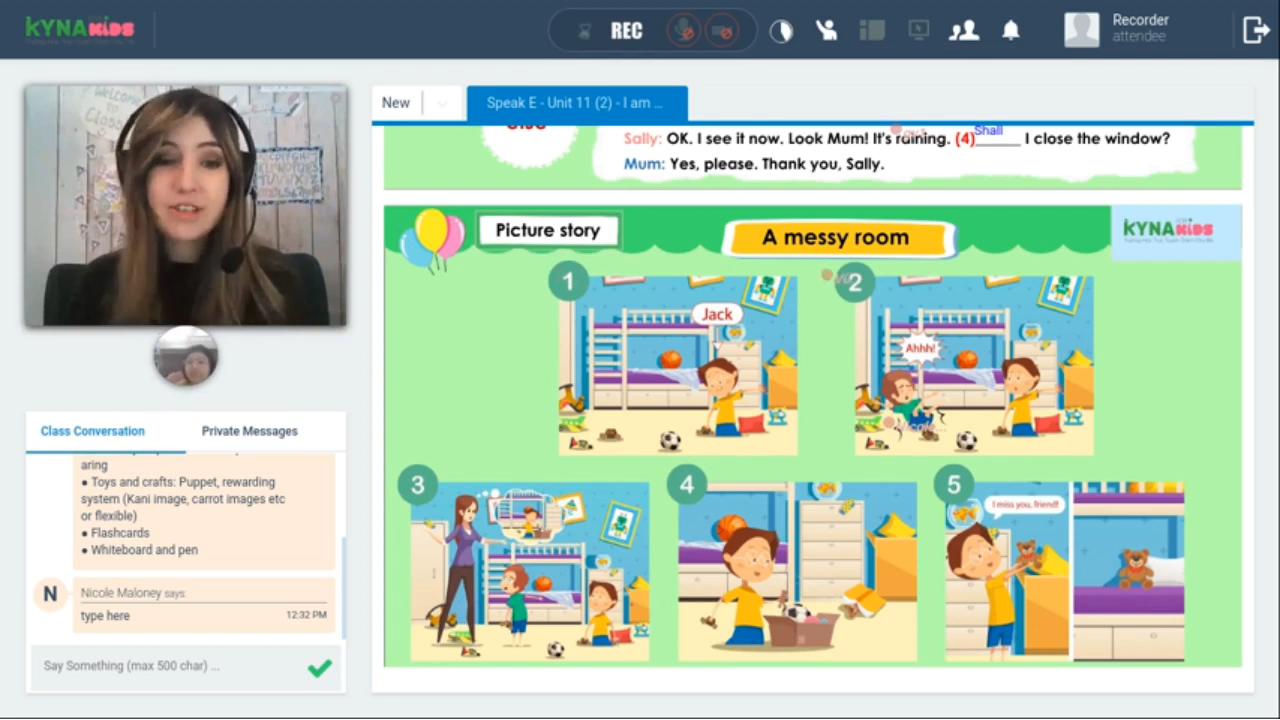 KYNA KIDS
REC
Recorder
attendee
New
Speak E - Unit 11 (2) - I am ...
else
Sally: OK. I see it now. Look Mum! It's raining. (4)______ I close the window?
Shall
Mum: Yes, please. Thank you, Sally.
Picture story
A messy room
KYNA KIDS
1
Jack
2
Ahhh!
3
4
5
I miss you, friend!
Class Conversation
Private Messages
aring
● Toys and crafts: Puppet, rewarding
system (Kani image, carrot images etc
or flexible)
● Flashcards
● Whiteboard and pen
N
Nicole Maloney says:
type here
12:32 PM
Say Something (max 500 char) ...